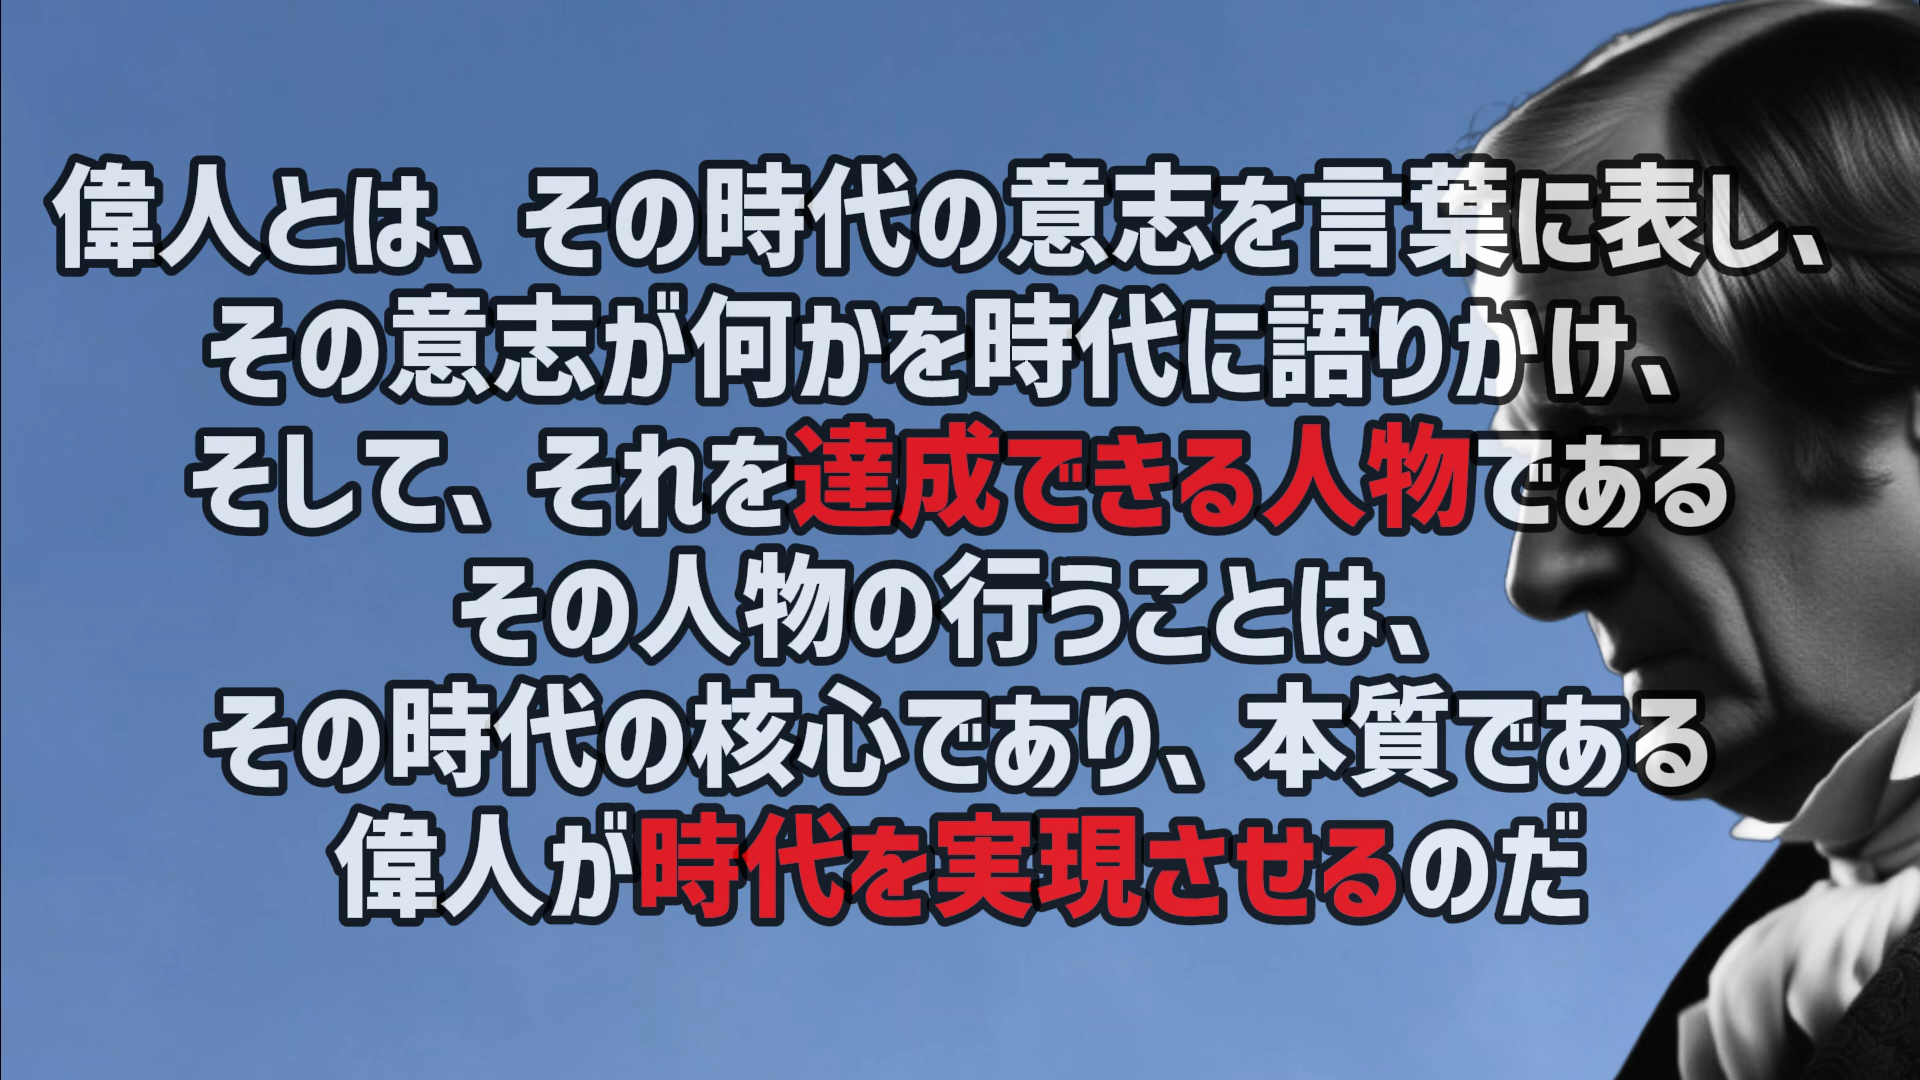 偉人とは、その時代の意志を言葉に表し、
その意志が何かを時代に語りかけ、
そして、それを達成できる人物である
その人物の行うことは、
その時代の核心であり、本質である
偉人が時代を実現させるのだ